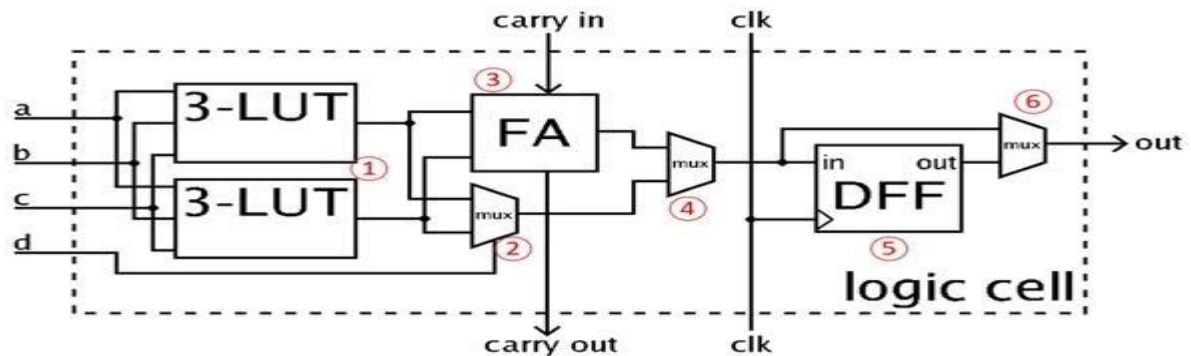 carry in
clk
a
b
c
d
3-LUT
3-LUT
①
③
FA
mux
②
mux
④
in
out
DFF
⑤
⑥
mux
out
logic cell
carry out
clk